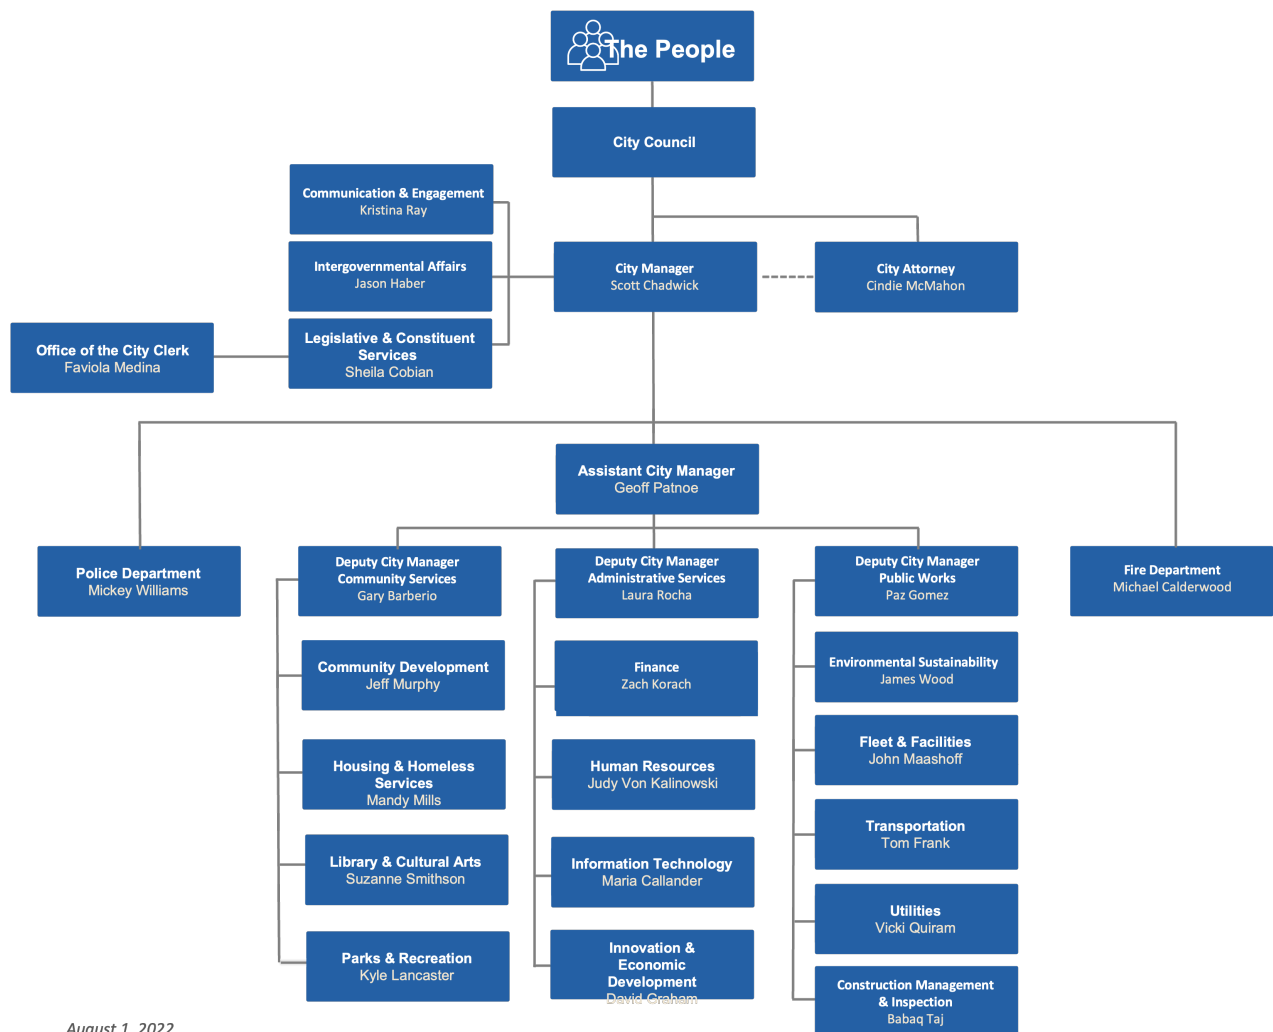 The People
City Council
Communication & Engagement
Kristina Ray
Intergovernmental Affairs
Jason Haber
City Manager
Scott Chadwick
City Attorney
Cindie McMahon
Office of the City Clerk
Faviola Medina
Legislative & Constituent
Services
Sheila Cobian
Assistant City Manager
Geoff Patnoe
Police Department
Mickey Williams
Deputy City Manager
Community Services
Gary Barberio
Deputy City Manager
Administrative Services
Laura Rocha
Deputy City Manager
Public Works
Paz Gomez
Fire Department
Michael Calderwood
Community Development
Jeff Murphy
Housing & Homeless
Services
Mandy Mills
Library & Cultural Arts
Suzanne Smithson
Parks & Recreation
Kyle Lancaster
Finance
Zach Korach
Human Resources
Judy Von Kalinowski
Information Technology
Maria Callander
Innovation &
Economic
Development
David Graham
Environmental Sustainability
James Wood
Fleet & Facilities
John Maashoff
Transportation
Tom Frank
Utilities
Vicki Quiram
Construction Management
& Inspection
Babaq Taj
August 1, 2022